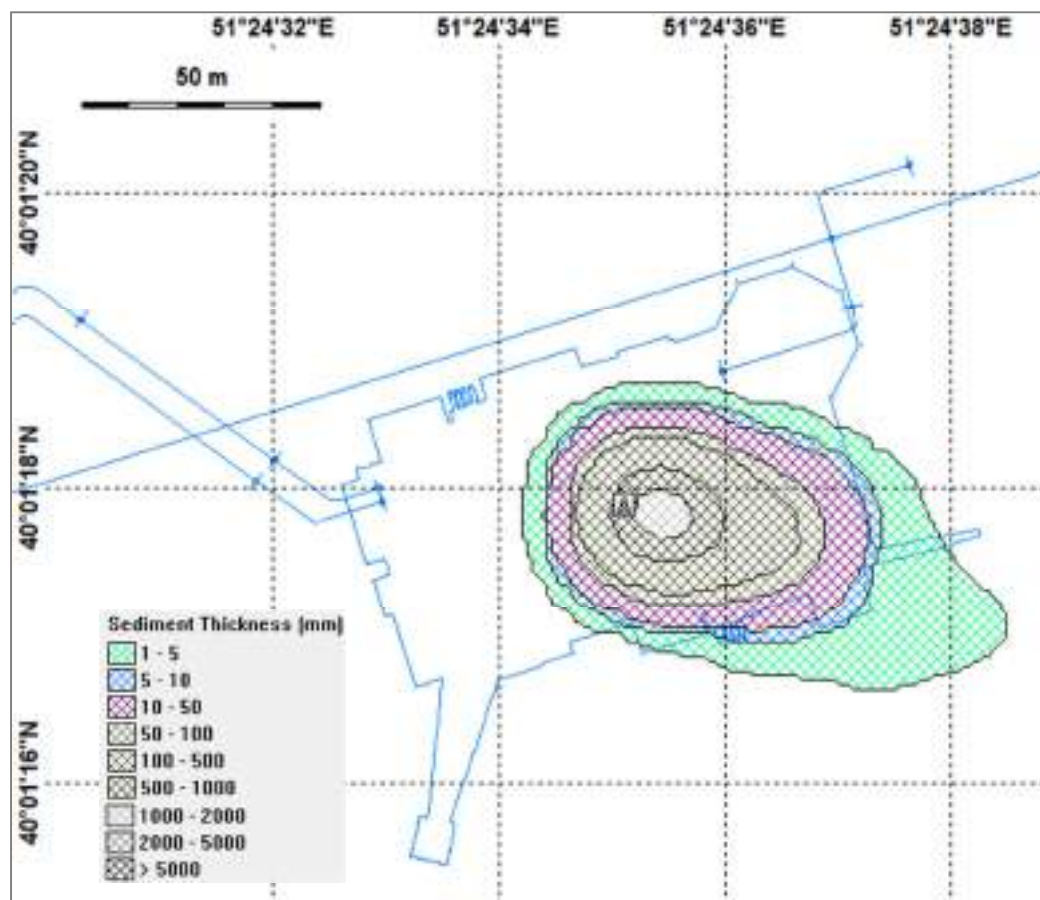 51°24'32"E 51°24'34"E 51°24'36"E 51°24'38"E
50 m
40°01'20"N
40°01'18"N
40°01'16"N
Sediment Thickness (mm)
1 - 5
5 - 10
10 - 50
50 - 100
100 - 500
500 - 1000
1000 - 2000
2000 - 5000
> 5000